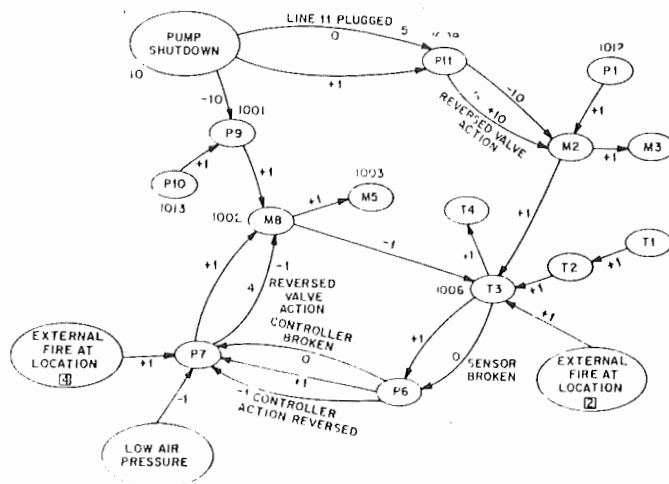 LINE 11 PLUGGED
0
5
PUMP
SHUTDOWN
10
+1
P11
1012
P1
-10
+10
REVERSED VALVE
ACTION
+1
M2
+1
M3
-10
1001
P9
+1
P10
1013
+1
1003
M5
+1
1002
M8
-1
T4
+1
+1
T1
+1
T2
+1
1006
T3
+1
-1
4
REVERSED
VALVE
ACTION
CONTROLLER
BROKEN
0
+1
0
SENSOR
BROKEN
+1
EXTERNAL
FIRE AT
LOCATION
4
+1
P7
+1
P6
-1 CONTROLLER
ACTION REVERSED
EXTERNAL
FIRE AT
LOCATION
2
-1
LOW AIR
PRESSURE